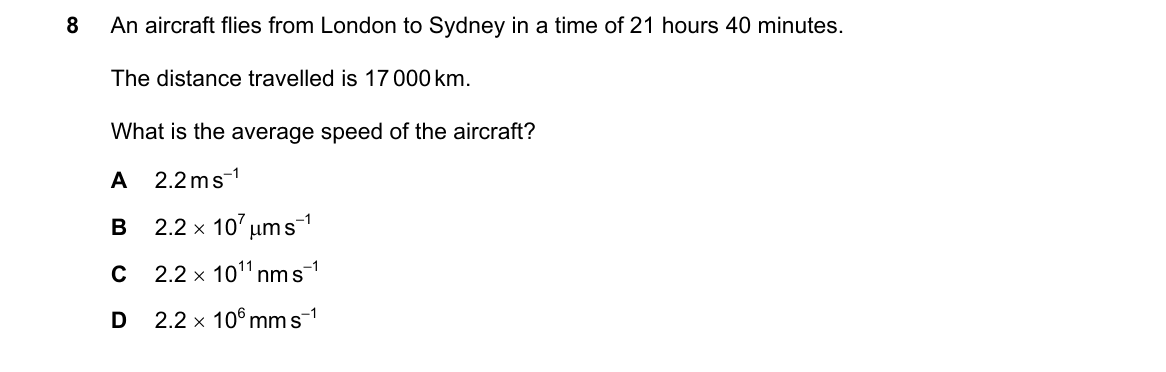 8 An aircraft flies from London to Sydney in a time of 21 hours 40 minutes.
The distance travelled is 17 000 km.
What is the average speed of the aircraft?
A 2.2 m s⁻¹
B 2.2 × 10⁷ μm s⁻¹
C 2.2 × 10¹¹ nm s⁻¹
D 2.2 × 10⁶ mm s⁻¹